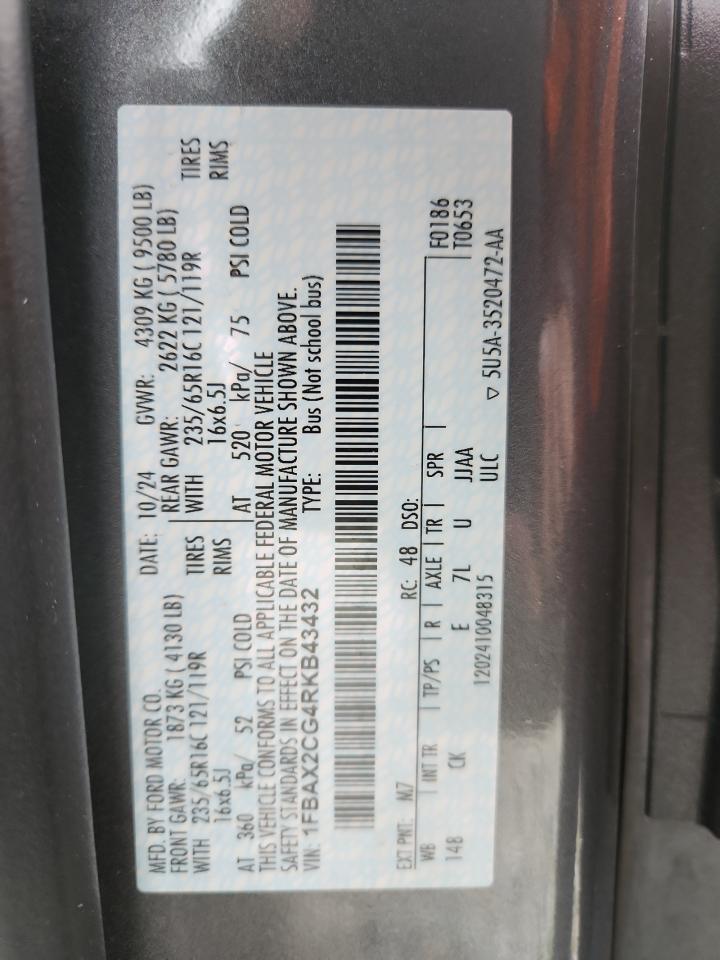 MFD. BY FORD MOTOR CO. DATE: 10/24 GVWR: 4309 KG ( 9500 LB)
FRONT GAWR: 1873 KG ( 4130 LB) REAR GAWR: 2622 KG ( 5780 LB)
WITH 235/65R16C 121/119R TIRES WITH 235/65R16C 121/119R TIRES
16x6.5J RIMS 16x6.5J RIMS
AT 360 kPa/ 52 PSI COLD AT 520 kPa/ 75 PSI COLD
THIS VEHICLE CONFORMS TO ALL APPLICABLE FEDERAL MOTOR VEHICLE
SAFETY STANDARDS IN EFFECT ON THE DATE OF MANUFACTURE SHOWN ABOVE.
VIN: 1FBAX2CG4RKB43432 TYPE: Bus (Not school bus)
EXT PNT: M7 RC: 48 DSO:
WB INT TR TP/PS R AXLE TR SPR F0186
148 CK E 7L U JJAA T0653
1202410048315 ULC ▽ 5U5A-3520472-AA